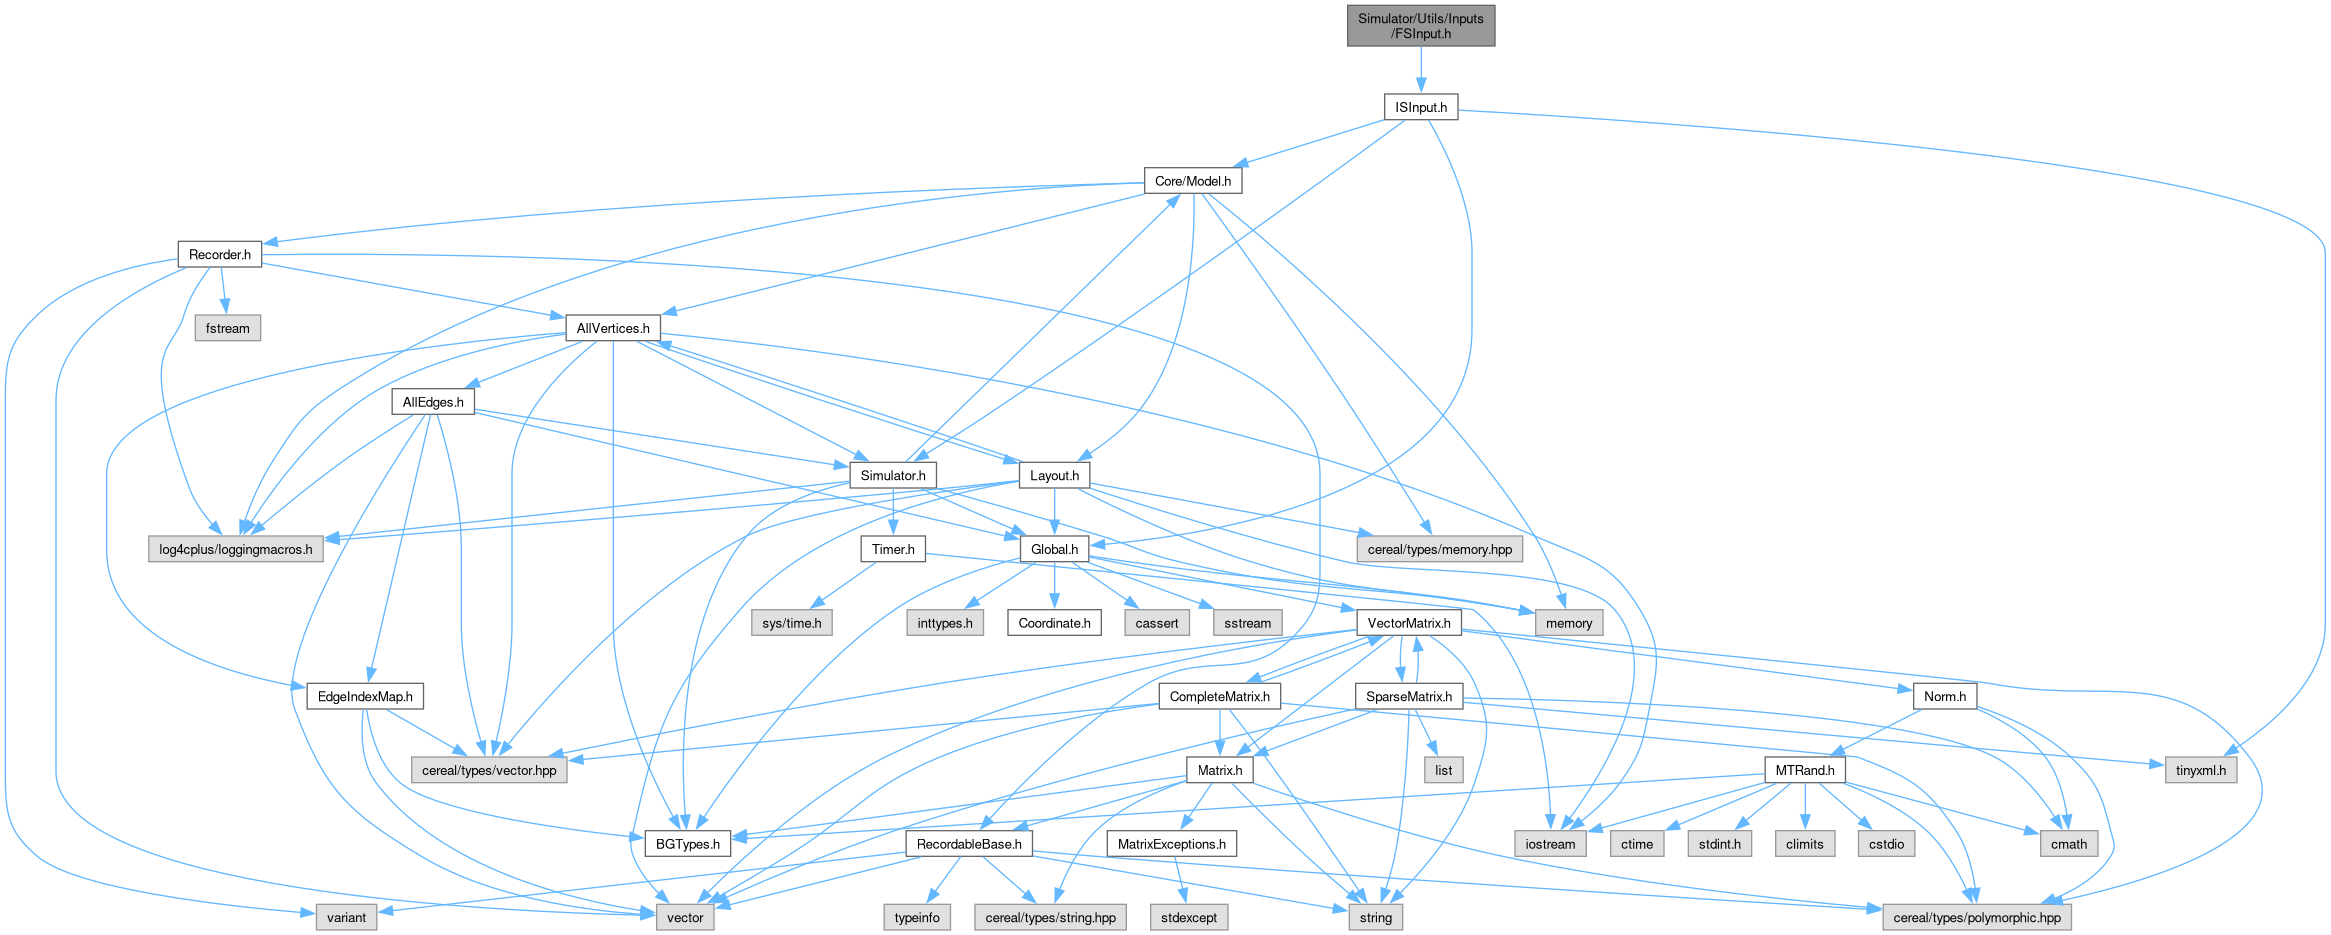 Simulator/Utils/Inputs
/FSInput.h
ISInput.h
Core/Model.h
Recorder.h
fstream
AllVertices.h
AllEdges.h
Simulator.h
Layout.h
log4cplus/loggingmacros.h
Timer.h
Global.h
cereal/types/memory.hpp
sys/time.h
inttypes.h
Coordinate.h
cassert
sstream
VectorMatrix.h
memory
EdgeIndexMap.h
CompleteMatrix.h
SparseMatrix.h
Norm.h
cereal/types/vector.hpp
Matrix.h
list
MTRand.h
tinyxml.h
BGTypes.h
RecordableBase.h
MatrixExceptions.h
iostream
ctime
stdint.h
climits
cstdio
cmath
variant
vector
typeinfo
cereal/types/string.hpp
stdexcept
string
cereal/types/polymorphic.hpp